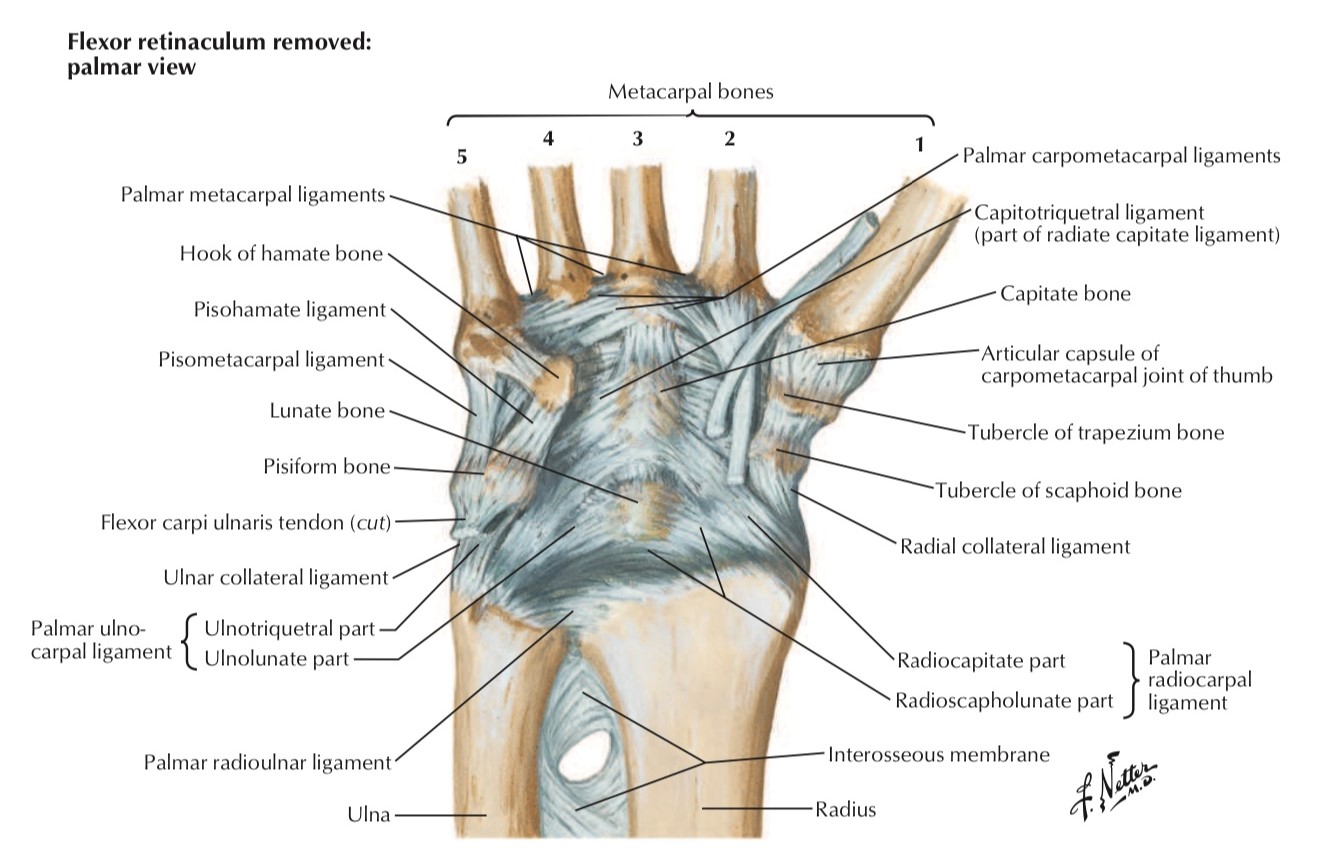 Flexor retinaculum removed:
palmar view
Metacarpal bones
5
4
3
2
1
Palmar metacarpal ligaments
Hook of hamate bone
Pisohamate ligament
Pisometacarpal ligament
Lunate bone
Pisiform bone
Flexor carpi ulnaris tendon (cut)
Ulnar collateral ligament
Palmar ulno-
carpal ligament
Ulnotriquetral part
Ulnolunate part
Palmar radioulnar ligament
Ulna
Palmar carpometacarpal ligaments
Capitotriquetral ligament
(part of radiate capitate ligament)
Capitate bone
Articular capsule of
carpometacarpal joint of thumb
Tubercle of trapezium bone
Tubercle of scaphoid bone
Radial collateral ligament
Radiocapitate part
Radioscapholunate part
Palmar
radiocarpal
ligament
Interosseous membrane
Radius
F. Netter
M.D.